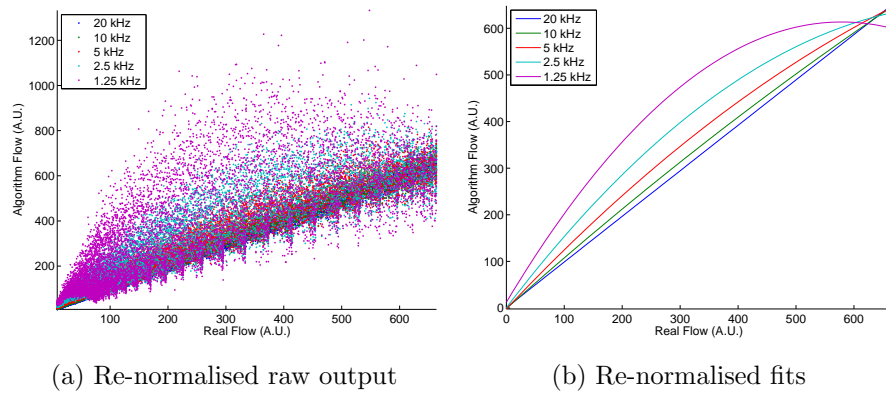 20 kHz
10 kHz
5 kHz
2.5 kHz
1.25 kHz
1200
1000
800
600
400
200
Algorithm Flow (A.U.)
100
200
300
400
500
600
Real Flow (A.U.)
(a) Re-normalised raw output
20 kHz
10 kHz
5 kHz
2.5 kHz
1.25 kHz
600
500
400
300
200
100
0
Algorithm Flow (A.U.)
0
100
200
300
400
500
600
Real Flow (A.U.)
(b) Re-normalised fits